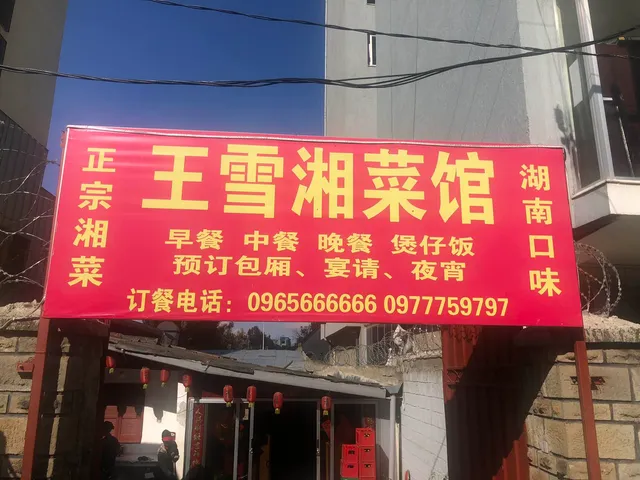 正宗湘菜
王雪湘菜馆
早餐 中餐 晚餐 煲仔饭
预订包厢、宴请、夜宵
订餐电话：0965666666 0977759797
湖南口味